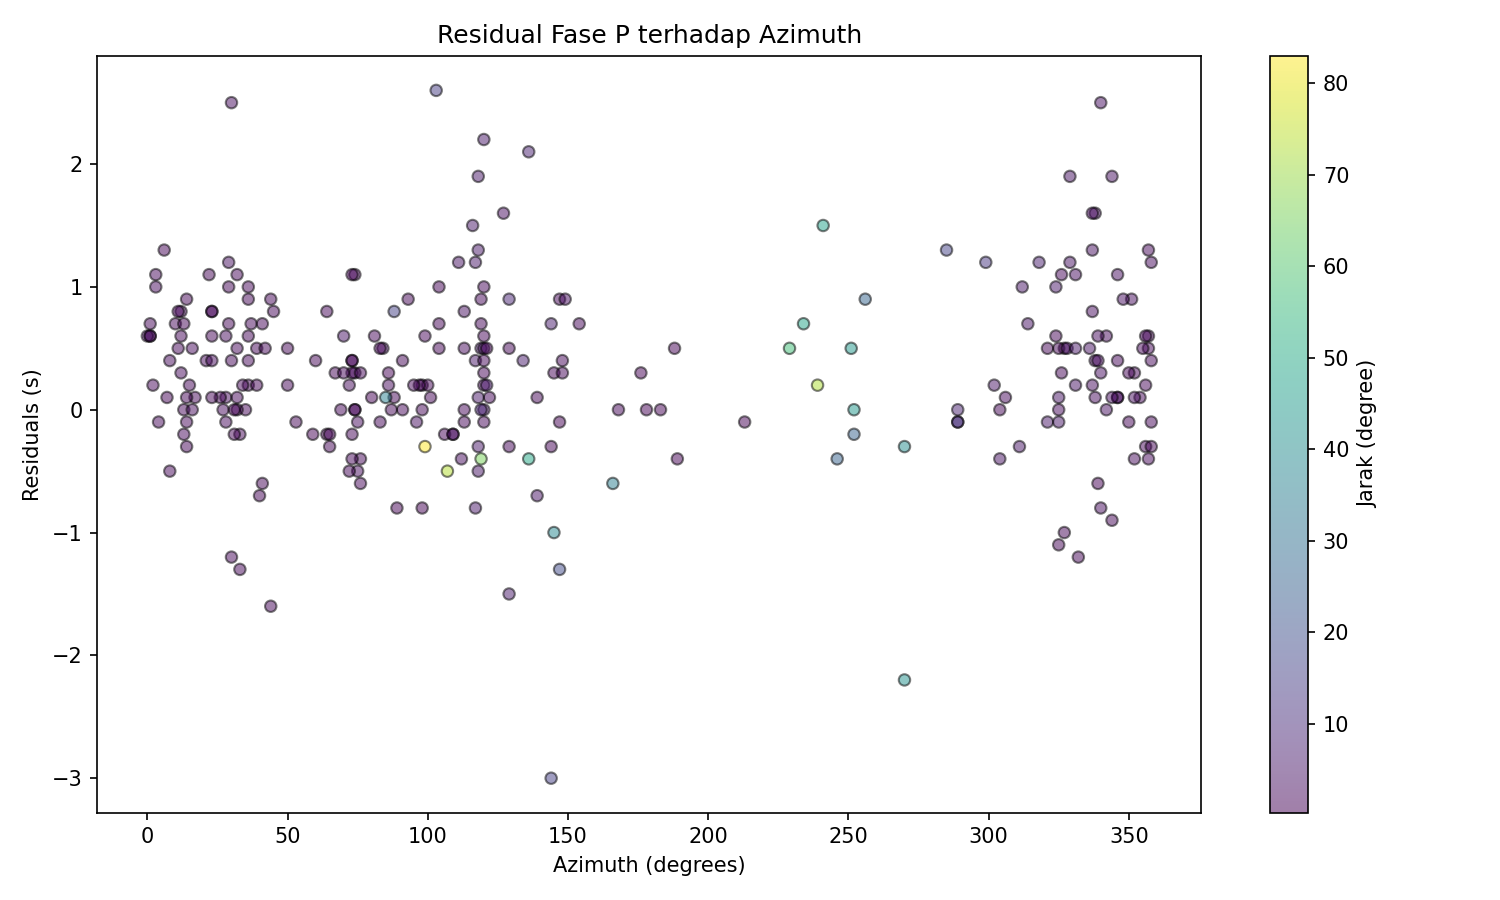 Residual Fase P terhadap Azimuth
Residuals (s)
2
1
0
−1
−2
−3
0 50 100 150 200 250 300 350
Azimuth (degrees)
80
70
60
50
40
30
20
10
Jarak (degree)